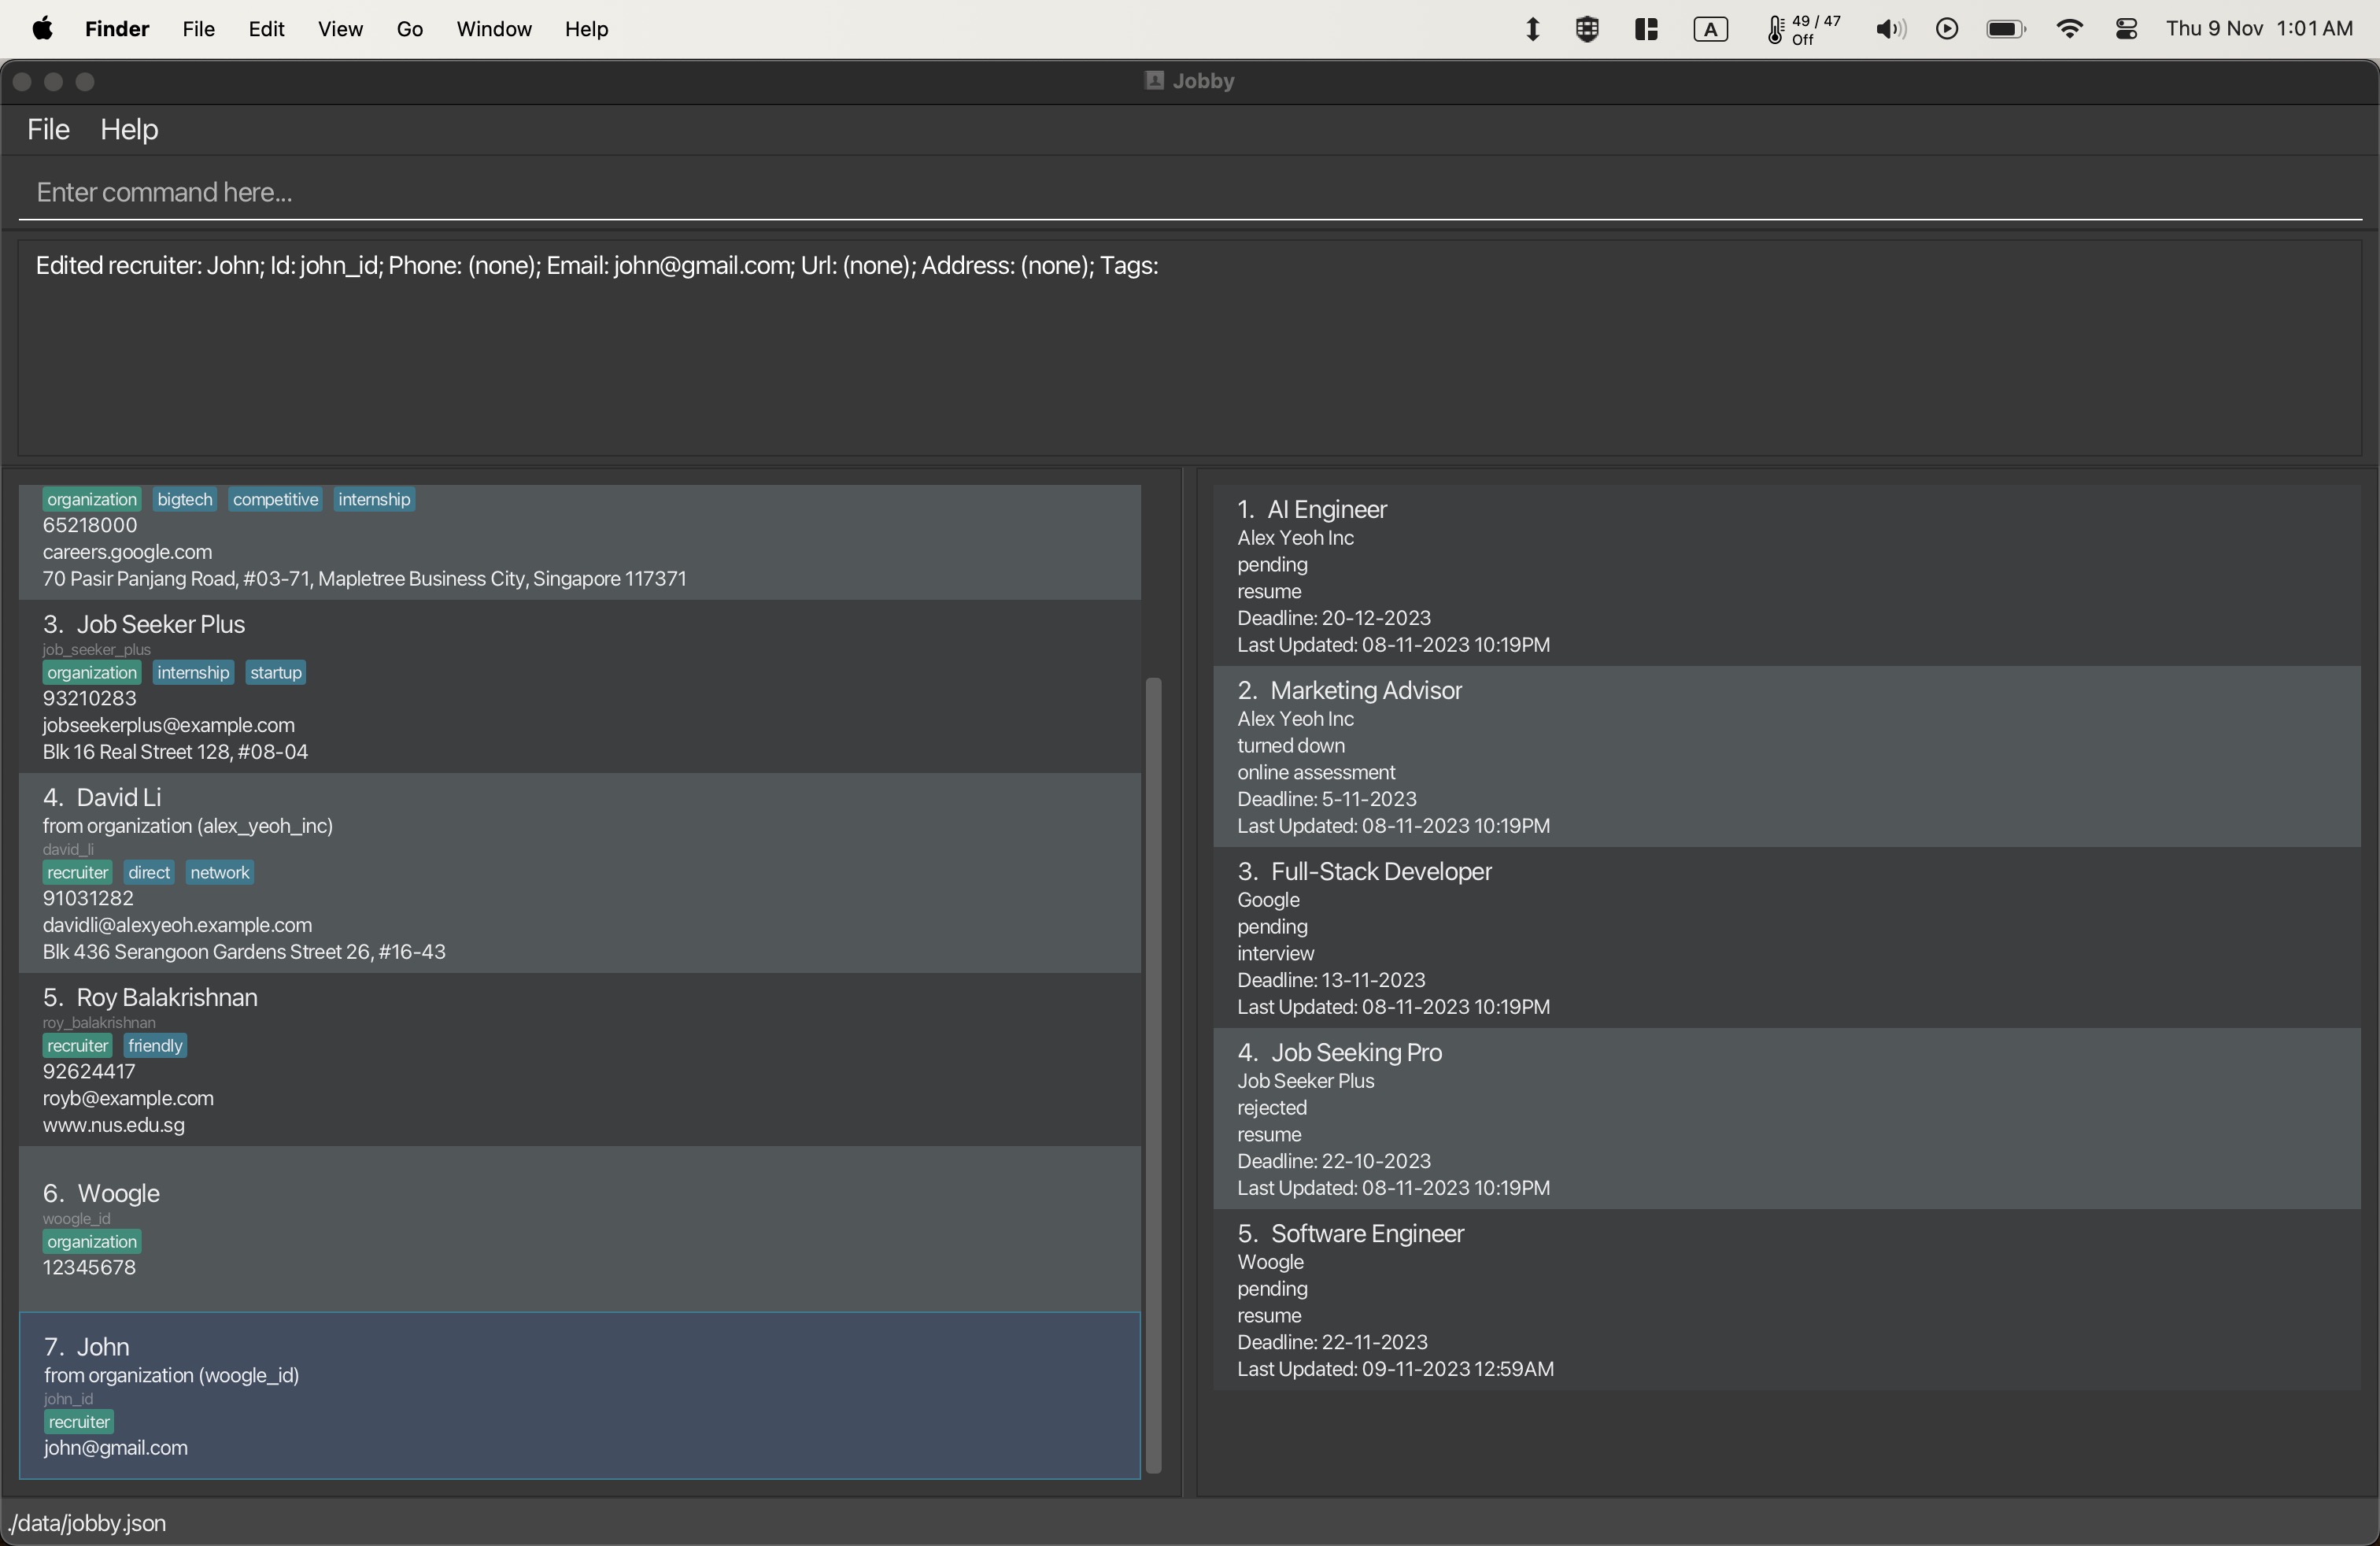 Finder File Edit View Go Window Help A 49 / 47 Off Thu 9 Nov 1:01 AM
Jobby
File Help
Enter command here...
Edited recruiter: John; Id: john_id; Phone: (none); Email: john@gmail.com; Url: (none); Address: (none); Tags:
organization bigtech competitive internship
65218000
careers.google.com
70 Pasir Panjang Road, #03-71, Mapletree Business City, Singapore 117371
3. Job Seeker Plus
job_seeker_plus
organization internship startup
93210283
jobseekerplus@example.com
Blk 16 Real Street 128, #08-04
4. David Li
from organization (alex_yeoh_inc)
david_li
recruiter direct network
91031282
davidli@alexyeoh.example.com
Blk 436 Serangoon Gardens Street 26, #16-43
5. Roy Balakrishnan
roy_balakrishnan
recruiter friendly
92624417
royb@example.com
www.nus.edu.sg
6. Woogle
woogle_id
organization
12345678
7. John
from organization (woogle_id)
john_id
recruiter
john@gmail.com
1. AI Engineer
Alex Yeoh Inc
pending
resume
Deadline: 20-12-2023
Last Updated: 08-11-2023 10:19PM
2. Marketing Advisor
Alex Yeoh Inc
turned down
online assessment
Deadline: 5-11-2023
Last Updated: 08-11-2023 10:19PM
3. Full-Stack Developer
Google
pending
interview
Deadline: 13-11-2023
Last Updated: 08-11-2023 10:19PM
4. Job Seeking Pro
Job Seeker Plus
rejected
resume
Deadline: 22-10-2023
Last Updated: 08-11-2023 10:19PM
5. Software Engineer
Woogle
pending
resume
Deadline: 22-11-2023
Last Updated: 09-11-2023 12:59AM
./data/jobby.json